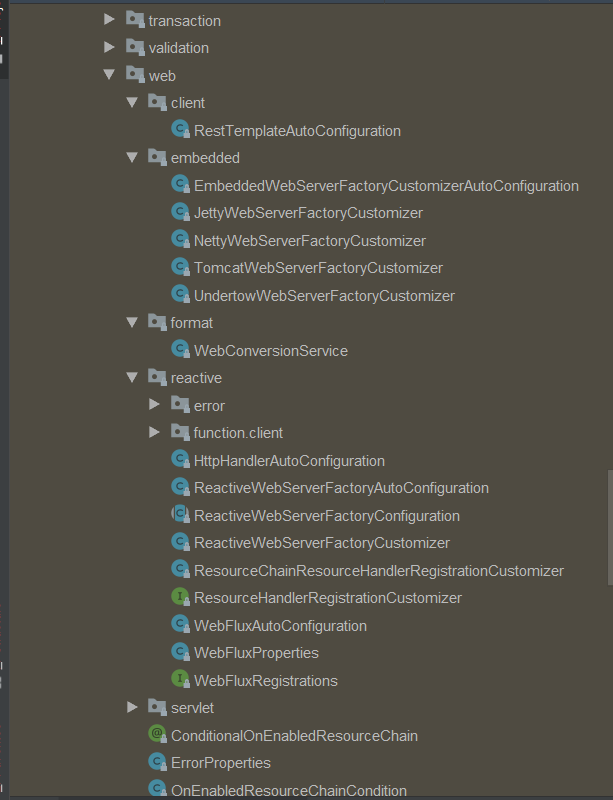 transaction
validation
web
client
RestTemplateAutoConfiguration
embedded
EmbeddedWebServerFactoryCustomizerAutoConfiguration
JettyWebServerFactoryCustomizer
NettyWebServerFactoryCustomizer
TomcatWebServerFactoryCustomizer
UndertowWebServerFactoryCustomizer
format
WebConversionService
reactive
error
function.client
HttpHandlerAutoConfiguration
ReactiveWebServerFactoryAutoConfiguration
ReactiveWebServerFactoryConfiguration
ReactiveWebServerFactoryCustomizer
ResourceChainResourceHandlerRegistrationCustomizer
ResourceHandlerRegistrationCustomizer
WebFluxAutoConfiguration
WebFluxProperties
WebFluxRegistrations
servlet
ConditionalOnEnabledResourceChain
ErrorProperties
OnEnabledResourceChainCondition